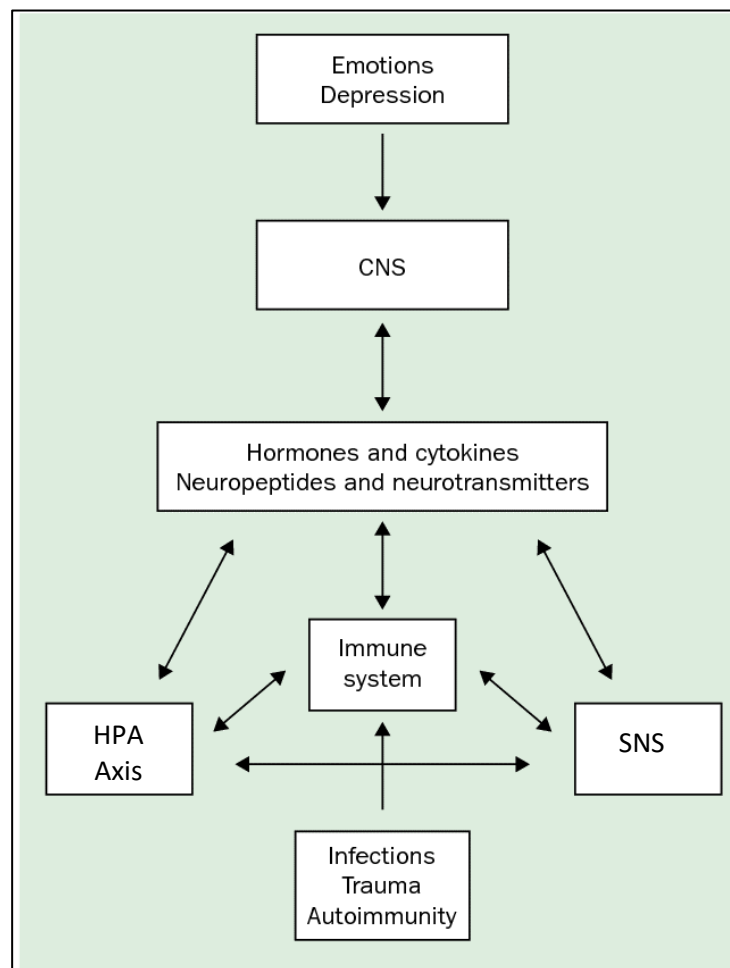 Emotions
Depression
CNS
Hormones and cytokines
Neuropeptides and neurotransmitters
Immune
system
HPA
Axis
SNS
Infections
Trauma
Autoimmunity